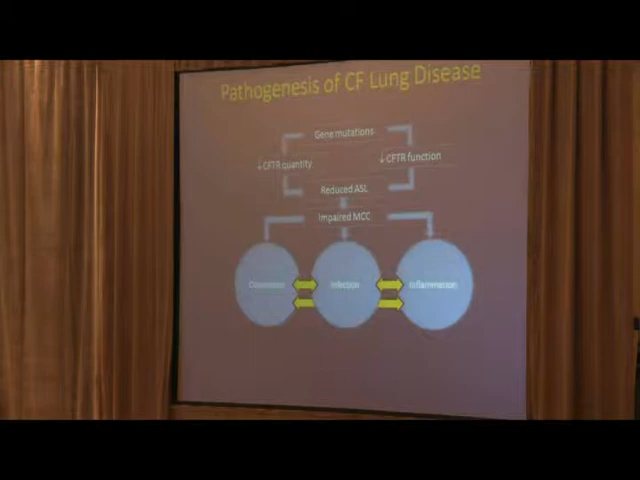 Pathogenesis of CF Lung Disease
Gene mutations
↓CFTR quantity
↓CFTR function
Reduced ASL
Impaired MCC
Infection
Inflammation